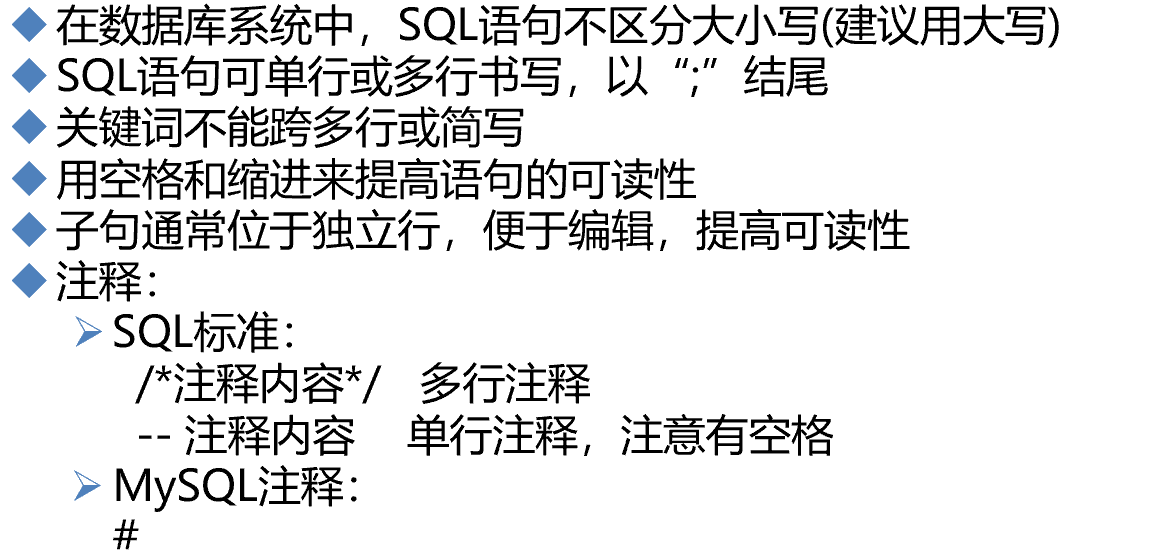 在数据库系统中，SQL语句不区分大小写(建议用大写)
SQL语句可单行或多行书写，以“;”结尾
关键词不能跨多行或简写
用空格和缩进来提高语句的可读性
子句通常位于独立行，便于编辑，提高可读性
注释：
SQL标准：
/*注释内容*/ 多行注释
-- 注释内容 单行注释，注意有空格
MySQL注释：
#